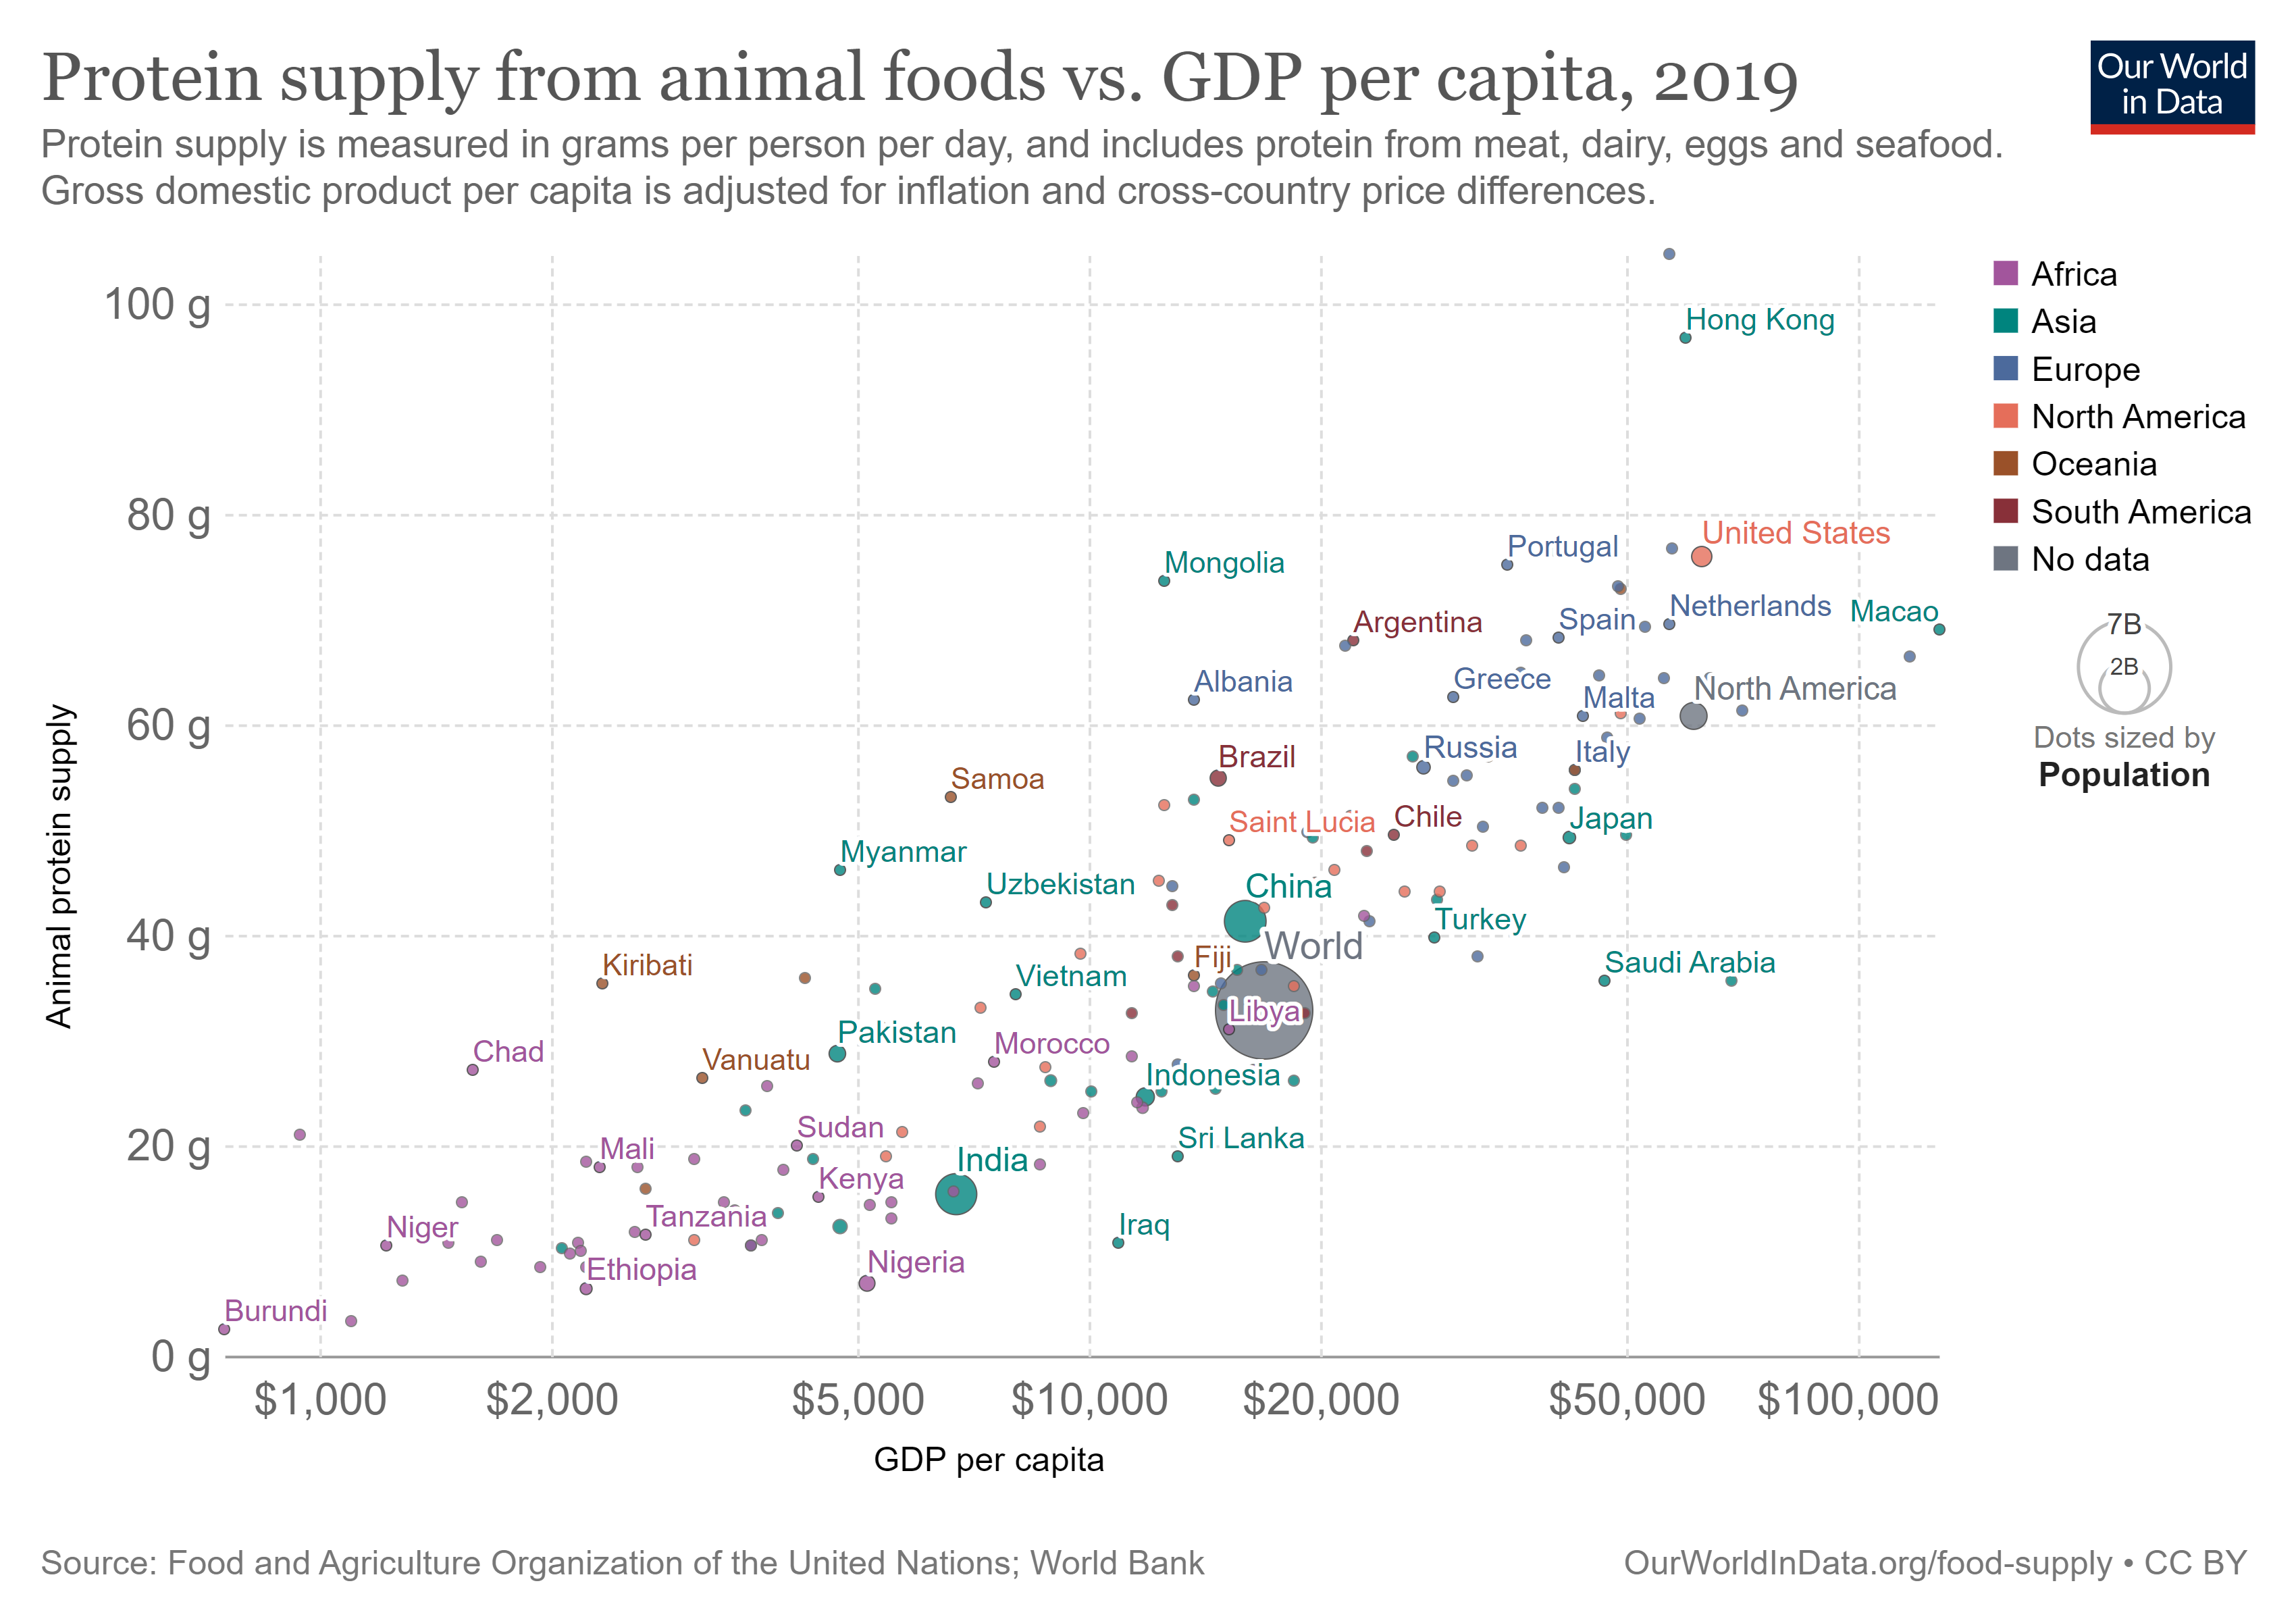 Protein supply from animal foods vs. GDP per capita, 2019
Our World
in Data
Protein supply is measured in grams per person per day, and includes protein from meat, dairy, eggs and seafood.
Gross domestic product per capita is adjusted for inflation and cross-country price differences.
Africa
Asia
Europe
North America
Oceania
South America
No data
7B
2B
Dots sized by
Population
Animal protein supply
100 g
80 g
60 g
40 g
20 g
0 g
Hong Kong
United States
Portugal
Mongolia
Netherlands
Macao
Argentina
Spain
Albania
Greece
North America
Malta
Russia
Italy
Brazil
Samoa
Saint Lucia
Chile
Japan
Myanmar
Uzbekistan
China
Turkey
World
Fiji
Kiribati
Vietnam
Saudi Arabia
Libya
Pakistan
Morocco
Chad
Vanuatu
Indonesia
Sudan
Sri Lanka
Mali
India
Kenya
Tanzania
Niger
Iraq
Ethiopia
Nigeria
Burundi
$1,000
$2,000
$5,000
$10,000
$20,000
$50,000
$100,000
GDP per capita
Source: Food and Agriculture Organization of the United Nations; World Bank
OurWorldInData.org/food-supply • CC BY